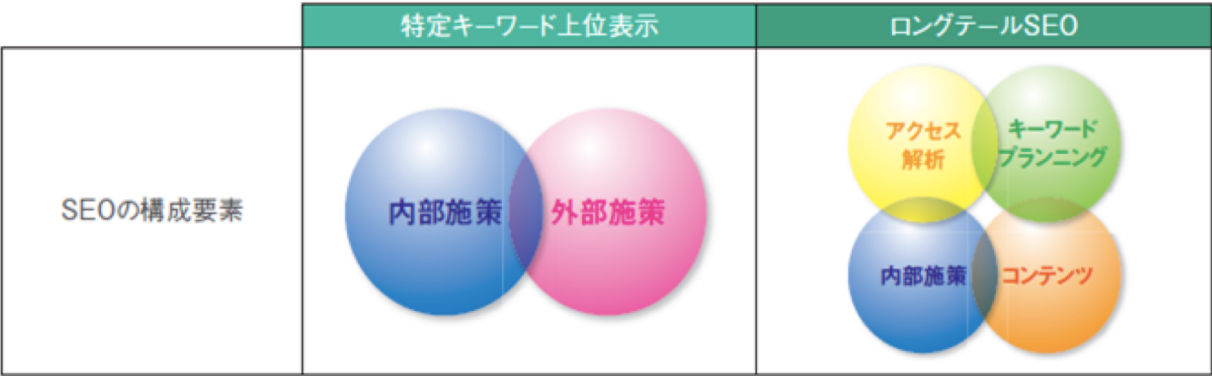 特定キーワード上位表示
ロングテールSEO
SEOの構成要素
内部施策
外部施策
アクセス
解析
キーワード
プランニング
内部施策
コンテンツ